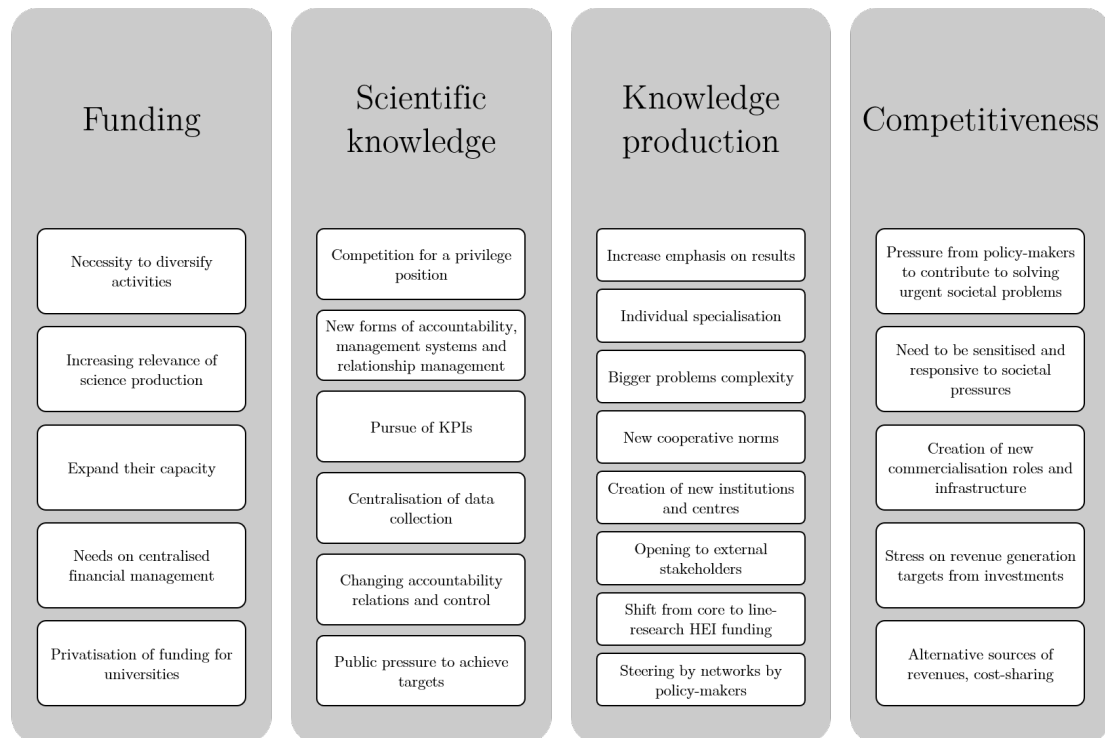 Funding
Necessity to diversify
activities
Increasing relevance of
science production
Expand their capacity
Needs on centralised
financial management
Privatisation of funding for
universities
Scientific
knowledge
Competition for a privilege
position
New forms of accountability,
management systems and
relationship management
Pursue of KPIs
Centralisation of data
collection
Changing accountability
relations and control
Public pressure to achieve
targets
Knowledge
production
Increase emphasis on results
Individual specialisation
Bigger problems complexity
New cooperative norms
Creation of new institutions
and centres
Opening to external
stakeholders
Shift from core to line-
research HEI funding
Steering by networks by
policy-makers
Competitiveness
Pressure from policy-makers
to contribute to solving
urgent societal problems
Need to be sensitised and
responsive to societal
pressures
Creation of new
commercialisation roles and
infrastructure
Stress on revenue generation
targets from investments
Alternative sources of
revenues, cost-sharing